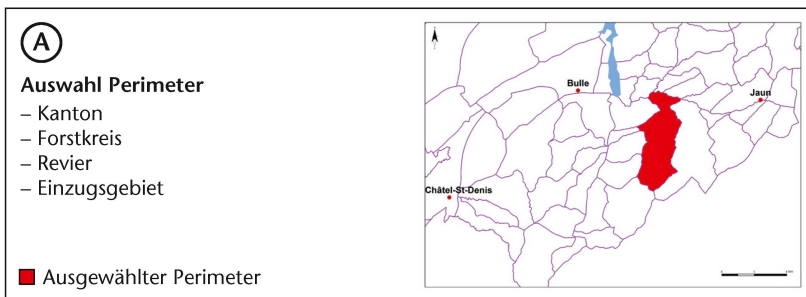 A
Auswahl Perimeter
– Kanton
– Forstkreis
– Revier
– Einzugsgebiet
Ausgewählter Perimeter
Bulle
Jaun
Châtel-St-Denis